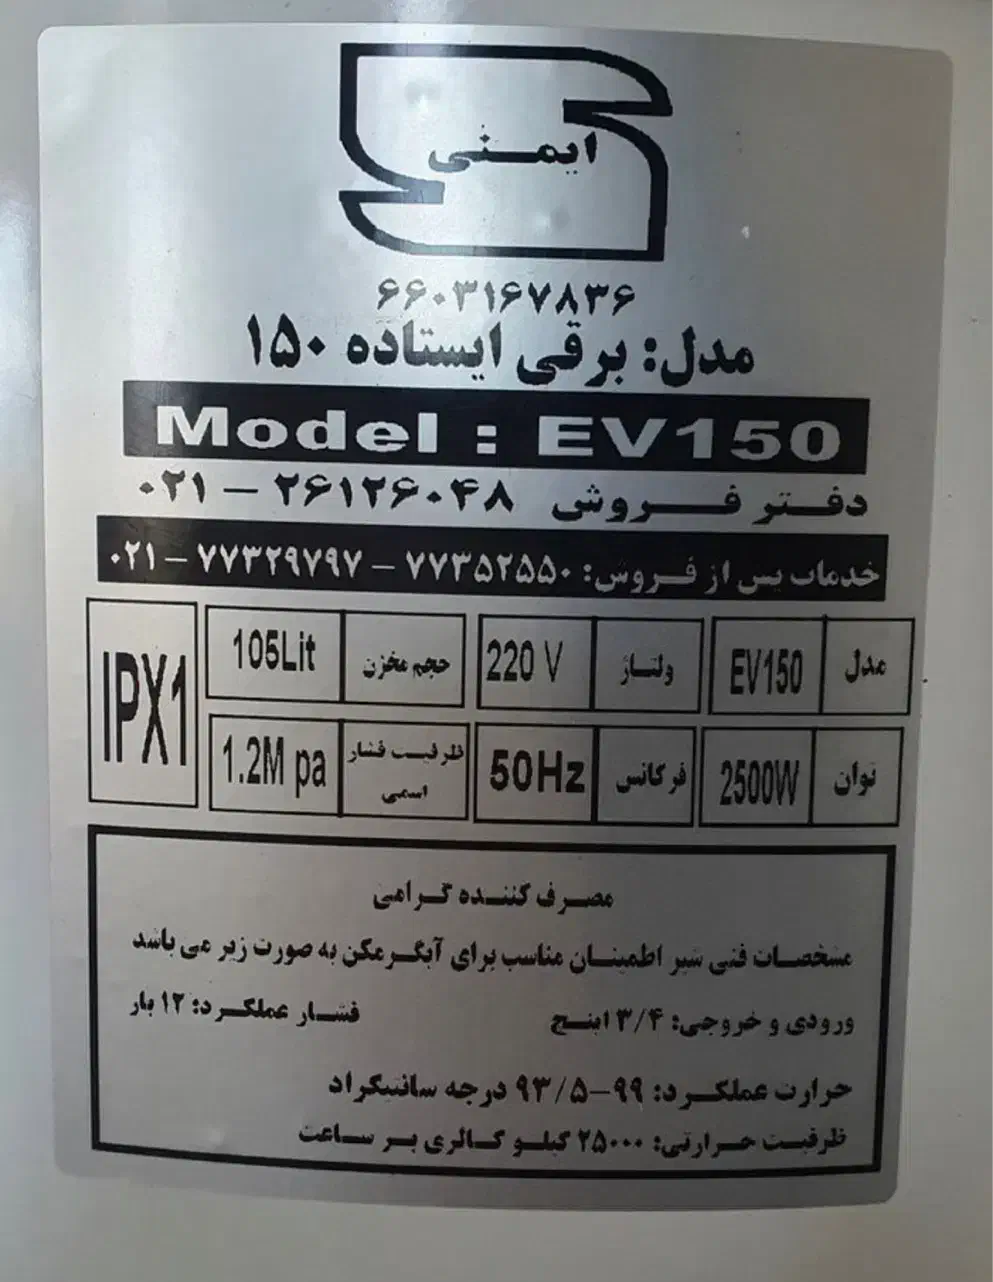 ایمنی
۶۶۰۳۱۶۷۸۳۶
مدل: برقی ایستاده ۱۵۰
Model : EV150
دفتر فروش ۲۶۱۲۶۰۴۸ – ۰۲۱
خدمات پس از فروش: ۷۷۳۵۲۵۵۰ – ۷۷۳۲۹۷۹۷ – ۰۲۱
مدل EV150 ولتاژ 220 V حجم مخزن 105Lit
IPX1
توان 2500W فرکانس 50Hz ظرفیت فشار اسمی 1.2M pa
مصرف کننده گرامی
مشخصات فنی شیر اطمینان مناسب برای آبگرمکن به صورت زیر می باشد
ورودی و خروجی: ۳/۴ اینچ فشار عملکرد: ۱۲ بار
حرارت عملکرد: ۹۹–۹۳/۵ درجه سانتیگراد
ظرفیت حرارتی: ۲۵۰۰۰ کیلو کالری بر ساعت